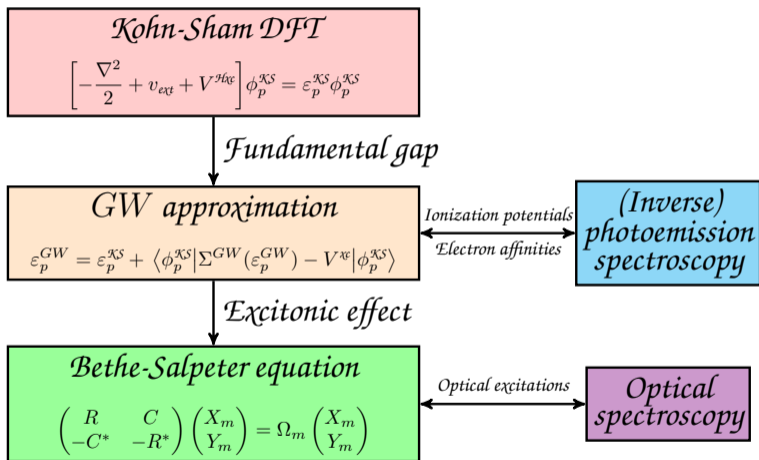 Kohn-Sham DFT
[-∇²/2 + v_ext + V^Hxc] φ_p^KS = ε_p^KS φ_p^KS
Fundamental gap
GW approximation
ε_p^GW = ε_p^KS + ⟨φ_p^KS|Σ^GW(ε_p^GW) − V^xc|φ_p^KS⟩
Ionization potentials
Electron affinities
(Inverse)
photoemission
spectroscopy
Excitonic effect
Bethe-Salpeter equation
( R C ) ( X_m ) = Ω_m ( X_m )
( −C* −R* ) ( Y_m ) ( Y_m )
Optical excitations
Optical
spectroscopy